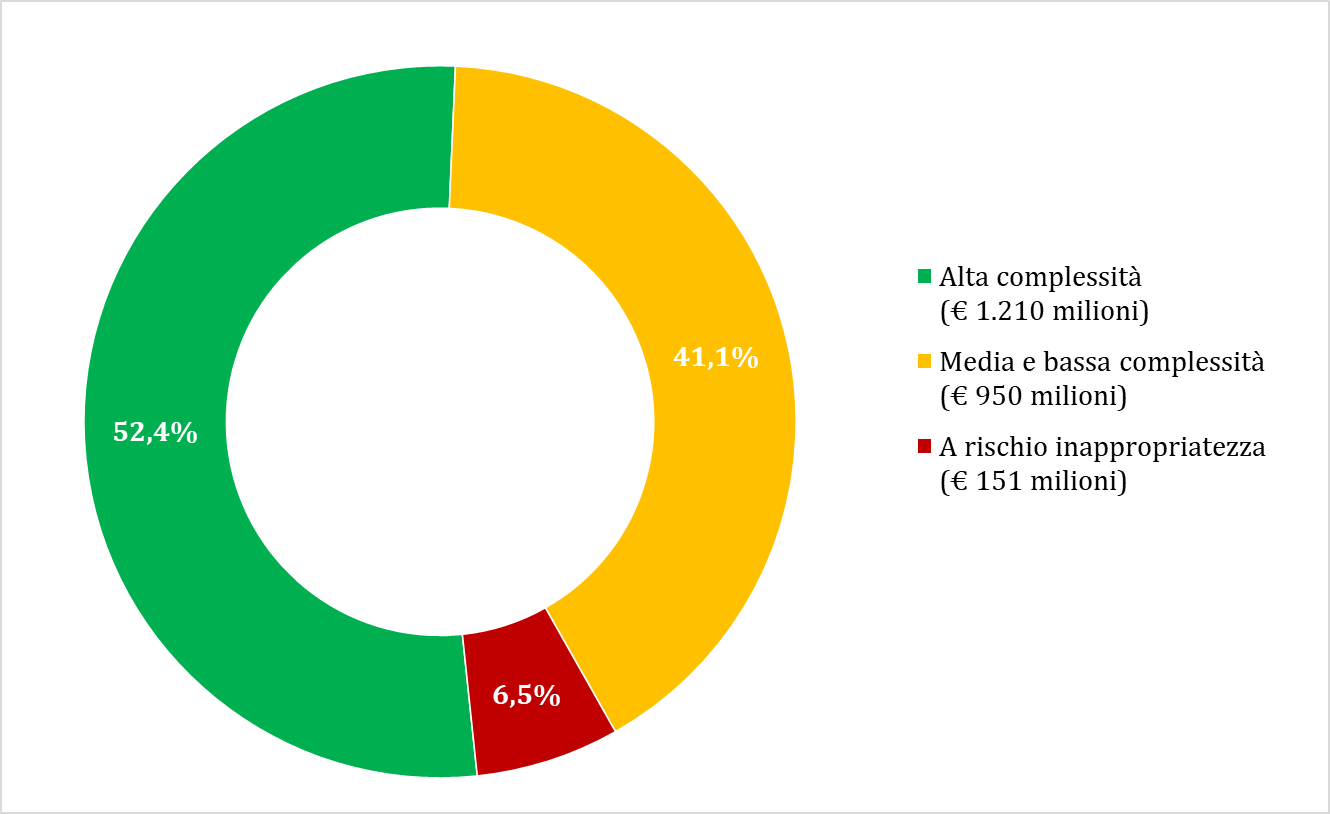 41,1%
52,4%
6,5%
Alta complessità
(€ 1.210 milioni)
Media e bassa complessità
(€ 950 milioni)
A rischio inappropriatezza
(€ 151 milioni)